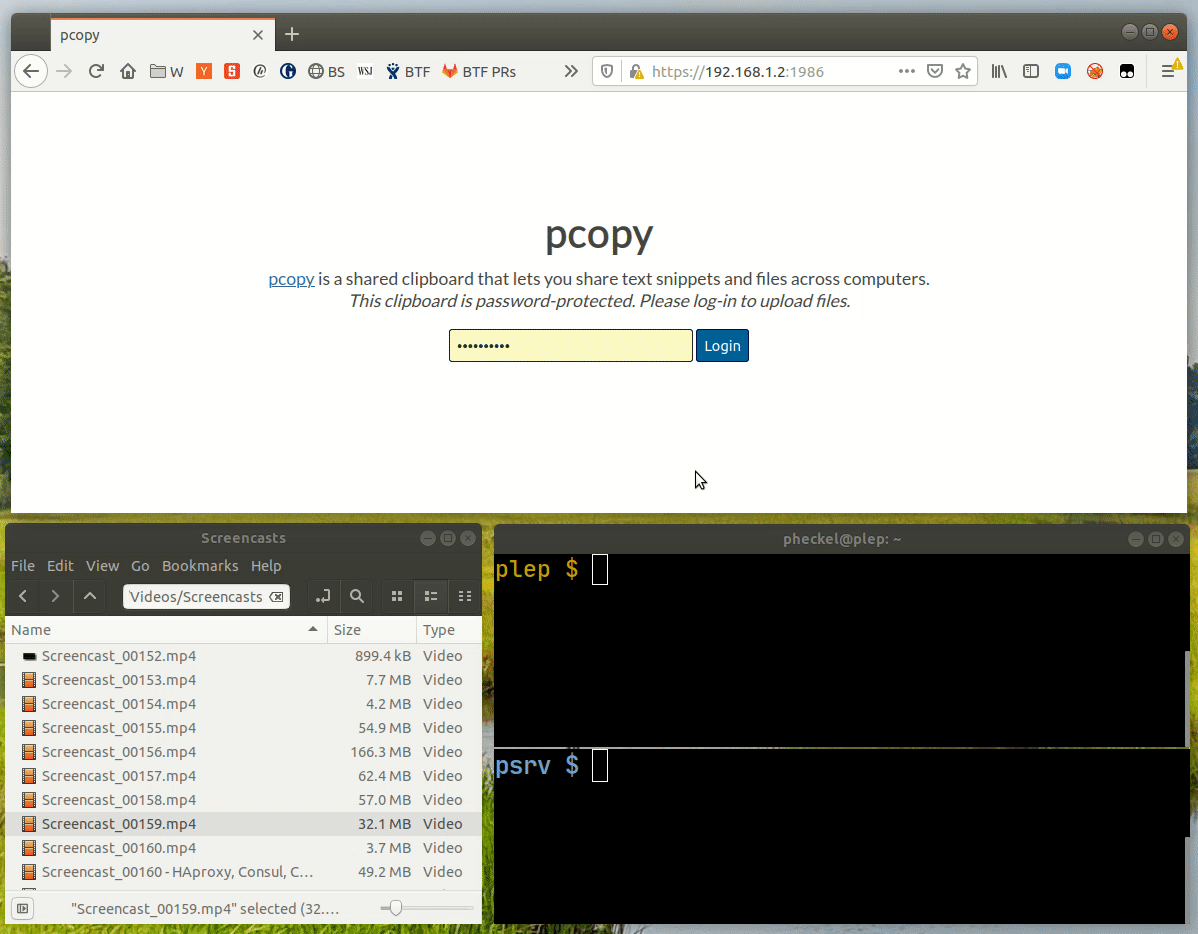 pcopy
W
Y
S
BS
WSJ
BTF
BTF PRs
https://192.168.1.2:1986
pcopy
pcopy is a shared clipboard that lets you share text snippets and files across computers.
This clipboard is password-protected. Please log-in to upload files.
••••••••••
Login
Screencasts
File Edit View Go Bookmarks Help
Videos/Screencasts
Name Size Type
Screencast_00152.mp4 899.4 kB Video
Screencast_00153.mp4 7.7 MB Video
Screencast_00154.mp4 4.2 MB Video
Screencast_00155.mp4 54.9 MB Video
Screencast_00156.mp4 166.3 MB Video
Screencast_00157.mp4 62.4 MB Video
Screencast_00158.mp4 57.0 MB Video
Screencast_00159.mp4 32.1 MB Video
Screencast_00160.mp4 3.7 MB Video
Screencast_00160 - HAproxy, Consul, C... 49.2 MB Video
"Screencast_00159.mp4" selected (32....
pheckel@plep: ~
plep $
psrv $